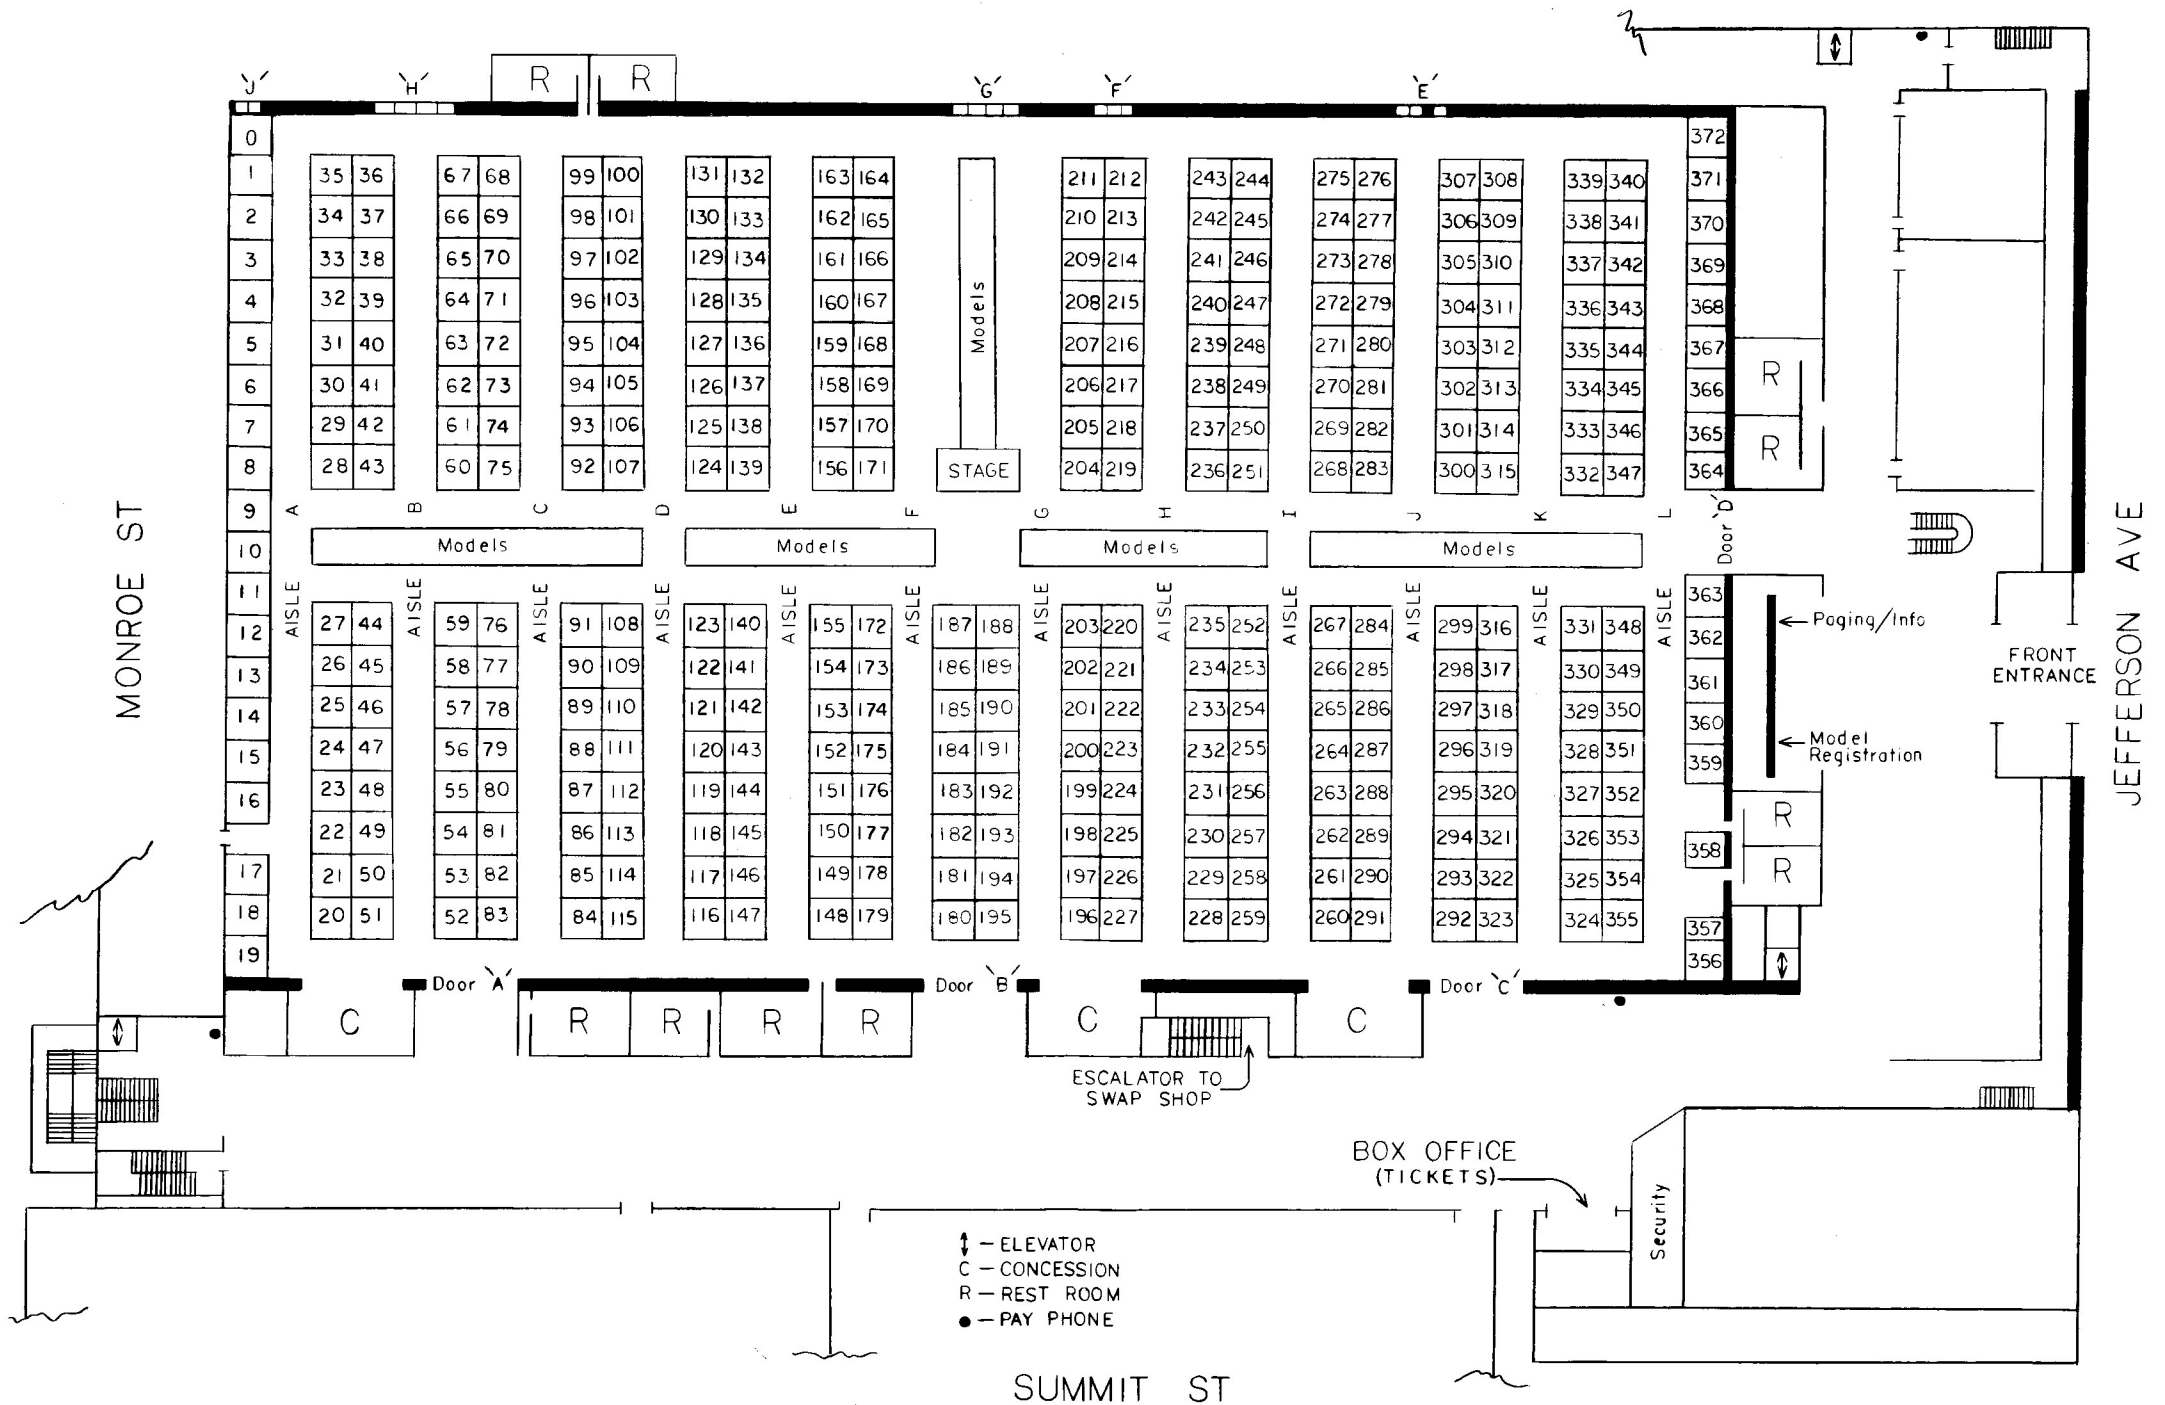 J H R R G F E
0 372
1 35 36 67 68 99 100 131 132 163 164 211 212 243 244 275 276 307 308 339 340 371
2 34 37 66 69 98 101 130 133 162 165 210 213 242 245 274 277 306 309 338 341 370
3 33 38 65 70 97 102 129 134 161 166 209 214 241 246 273 278 305 310 337 342 369
4 32 39 64 71 96 103 128 135 160 167 Models 208 215 240 247 272 279 304 311 336 343 368
5 31 40 63 72 95 104 127 136 159 168 207 216 239 248 271 280 303 312 335 344 367
6 30 41 62 73 94 105 126 137 158 169 206 217 238 249 270 281 302 313 334 345 366 R
7 29 42 61 74 93 106 125 138 157 170 205 218 237 250 269 282 301 314 333 346 365
8 28 43 60 75 92 107 124 139 156 171 STAGE 204 219 236 251 268 283 300 315 332 347 364 R
9 A B C D E F G H I J K L Door 'D'
10 Models Models Models Models
11 AISLE AISLE AISLE AISLE AISLE AISLE AISLE AISLE AISLE AISLE AISLE AISLE 363
12 27 44 59 76 91 108 123 140 155 172 187 188 203 220 235 252 267 284 299 316 331 348 362 Paging/Info
13 26 45 58 77 90 109 122 141 154 173 186 189 202 221 234 253 266 285 298 317 330 349 361
FRONT
ENTRANCE
14 25 46 57 78 89 110 121 142 153 174 185 190 201 222 233 254 265 286 297 318 329 350 360
15 24 47 56 79 88 111 120 143 152 175 184 191 200 223 232 255 264 287 296 319 328 351 359
Model
Registration
16 23 48 55 80 87 112 119 144 151 176 183 192 199 224 231 256 263 288 295 320 327 352 R
22 49 54 81 86 113 118 145 150 177 182 193 198 225 230 257 262 289 294 321 326 353 358
17 21 50 53 82 85 114 117 146 149 178 181 194 197 226 229 258 261 290 293 322 325 354 R
18 20 51 52 83 84 115 116 147 148 179 180 195 196 227 228 259 260 291 292 323 324 355 357
19 356
Door 'A' Door 'B' Door 'C'
C R R R R C C
ESCALATOR TO
SWAP SHOP
BOX OFFICE
(TICKETS)
Security
– ELEVATOR
C – CONCESSION
R – REST ROOM
● – PAY PHONE
MONROE ST
JEFFERSON AVE
SUMMIT ST